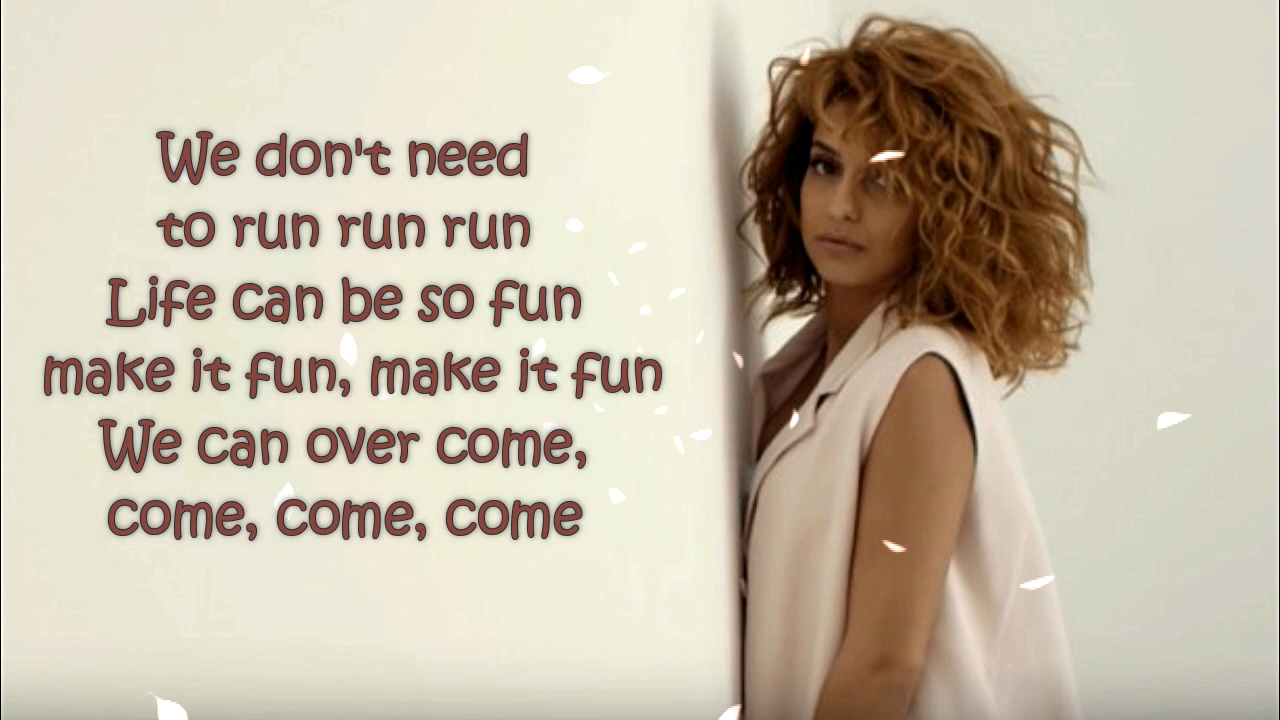 We don't need
to run run run
Life can be so fun
make it fun, make it fun
We can over come,
come, come, come